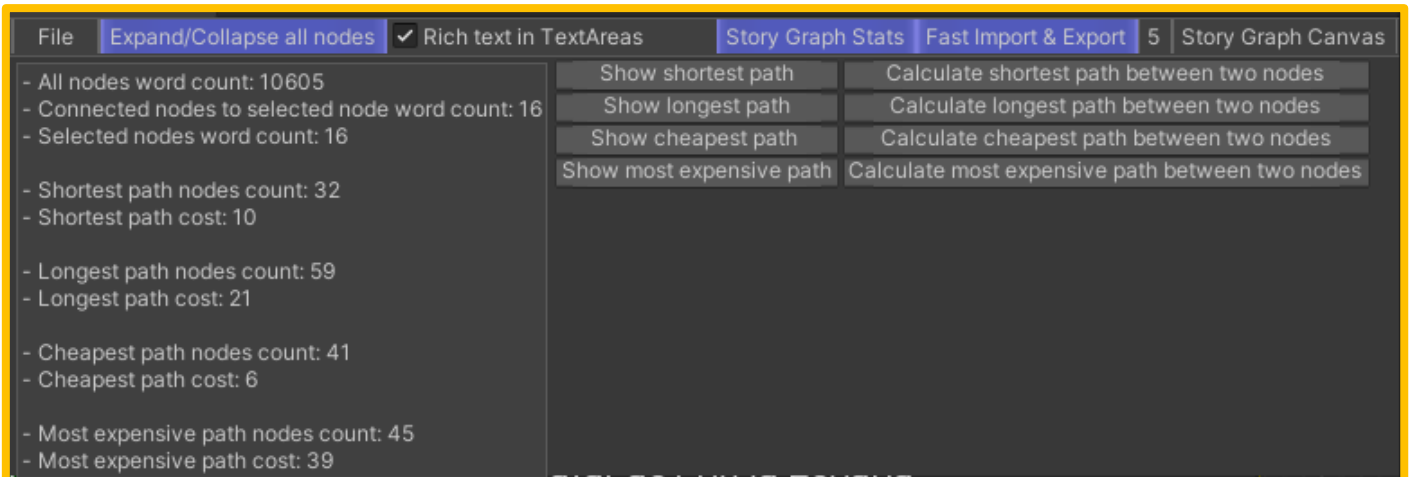 File Expand/Collapse all nodes Rich text in TextAreas Story Graph Stats Fast Import & Export 5 Story Graph Canvas
- All nodes word count: 10605
- Connected nodes to selected node word count: 16
- Selected nodes word count: 16
- Shortest path nodes count: 32
- Shortest path cost: 10
- Longest path nodes count: 59
- Longest path cost: 21
- Cheapest path nodes count: 41
- Cheapest path cost: 6
- Most expensive path nodes count: 45
- Most expensive path cost: 39
Show shortest path Calculate shortest path between two nodes
Show longest path Calculate longest path between two nodes
Show cheapest path Calculate cheapest path between two nodes
Show most expensive path Calculate most expensive path between two nodes